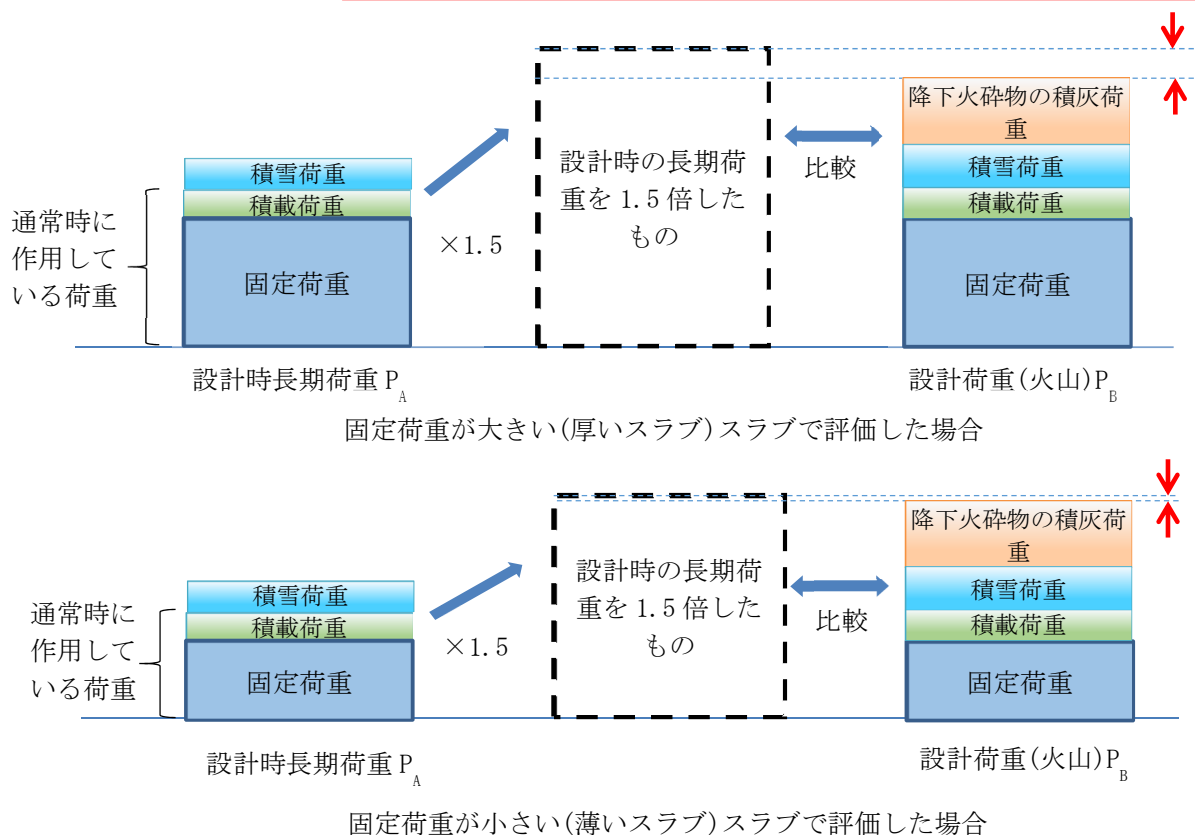 降下火砕物の積灰荷
重
積雪荷重
積載荷重
固定荷重
通常時に
作用して
いる荷重
×1.5
設計時の長期荷
重を 1.5 倍した
もの
比較
積雪荷重
積載荷重
固定荷重
設計時長期荷重 P_A
設計荷重(火山)P_B
固定荷重が大きい(厚いスラブ)スラブで評価した場合
降下火砕物の積灰荷
重
積雪荷重
積載荷重
固定荷重
通常時に
作用して
いる荷重
×1.5
設計時の長期荷
重を 1.5 倍した
もの
比較
積雪荷重
積載荷重
固定荷重
設計時長期荷重 P_A
設計荷重(火山)P_B
固定荷重が小さい(薄いスラブ)スラブで評価した場合